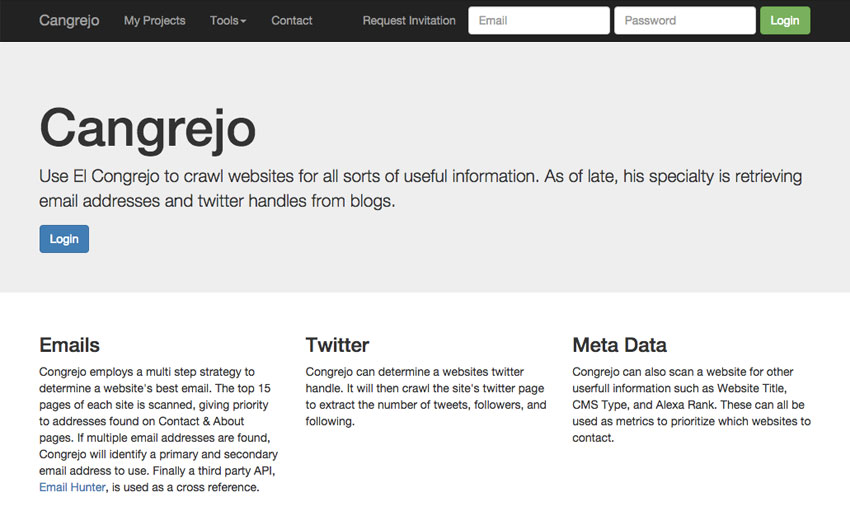 Cangrejo My Projects Tools Contact Request Invitation Email Password Login
Cangrejo
Use El Congrejo to crawl websites for all sorts of useful information. As of late, his specialty is retrieving
email addresses and twitter handles from blogs.
Login
Emails
Congrejo employs a multi step strategy to
determine a website's best email. The top 15
pages of each site is scanned, giving priority
to addresses found on Contact & About
pages. If multiple email addresses are found,
Congrejo will identify a primary and secondary
email address to use. Finally a third party API,
Email Hunter, is used as a cross reference.
Twitter
Congrejo can determine a websites twitter
handle. It will then crawl the site's twitter page
to extract the number of tweets, followers, and
following.
Meta Data
Congrejo can also scan a website for other
userfull information such as Website Title,
CMS Type, and Alexa Rank. These can all be
used as metrics to prioritize which websites to
contact.